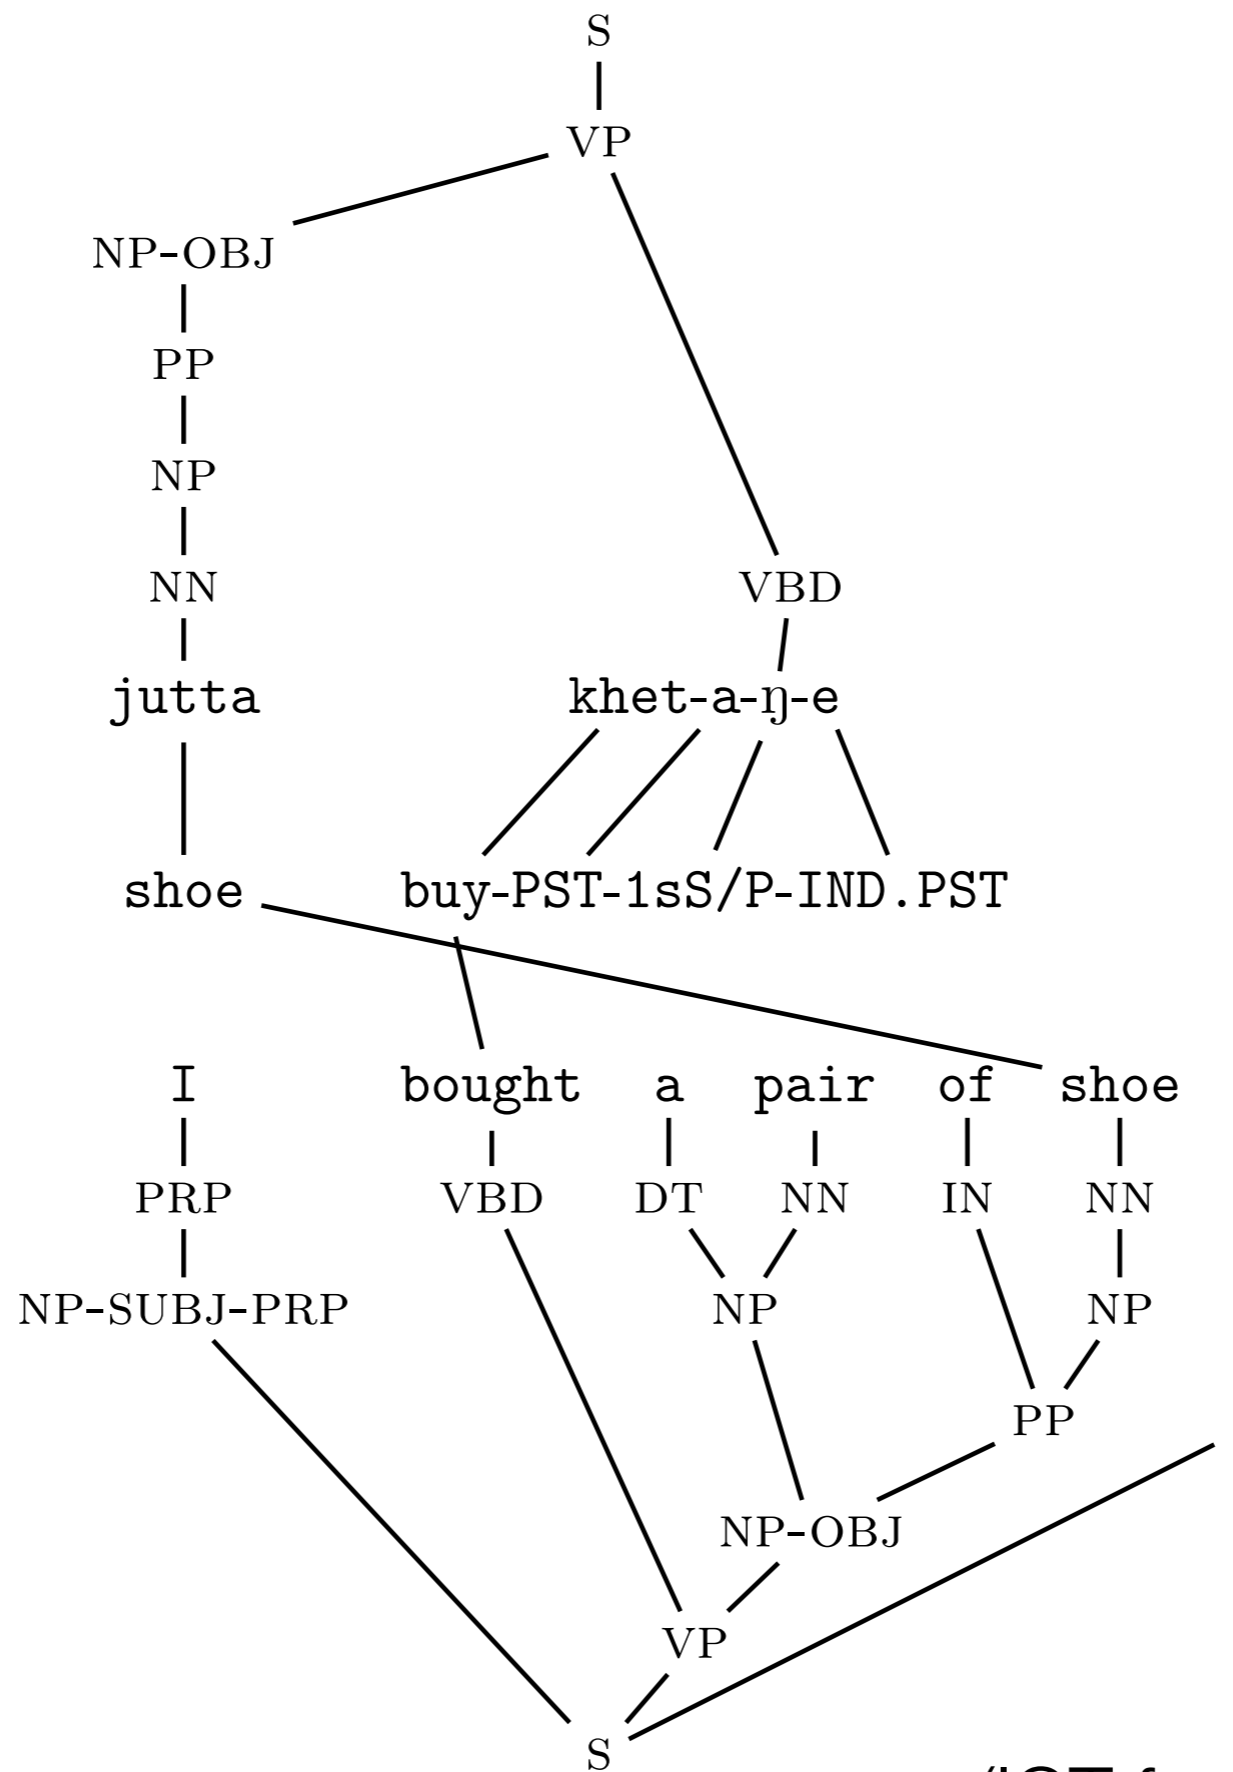 S
VP
NP-OBJ
PP
NP
NN VBD
jutta khet-a-ŋ-e
shoe buy-PST-1sS/P-IND.PST
I bought a pair of shoe
PRP VBD DT NN IN NN
NP-SUBJ-PRP NP NP
PP
NP-OBJ
VP
S